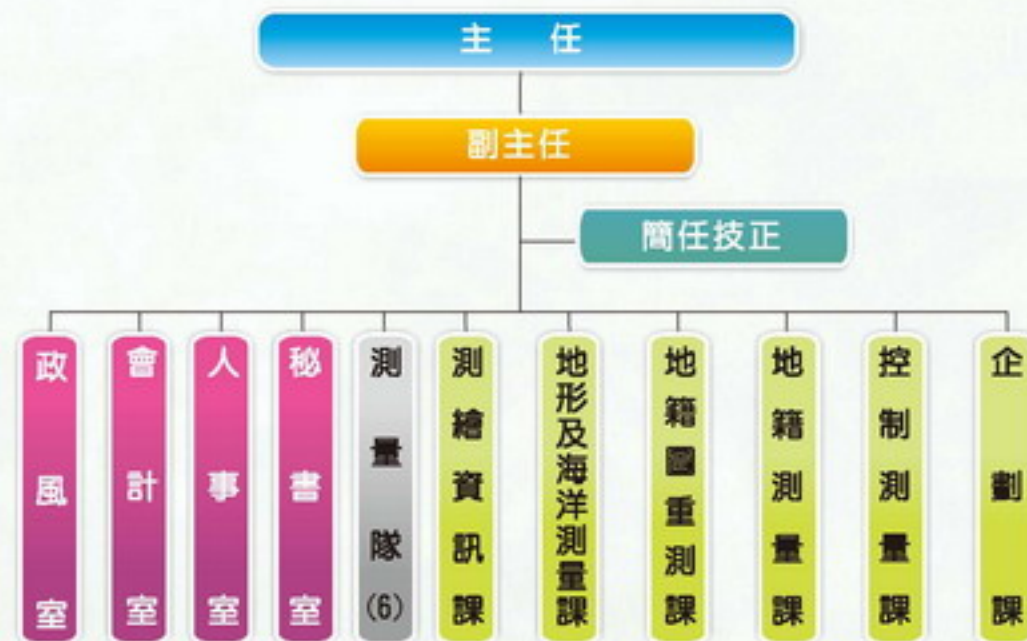 主任
副主任
簡任技正
政風室
會計室
人事室
秘書室
測量隊(6)
測繪資訊課
地形及海洋測量課
地籍圖重測課
地籍測量課
控制測量課
企劃課